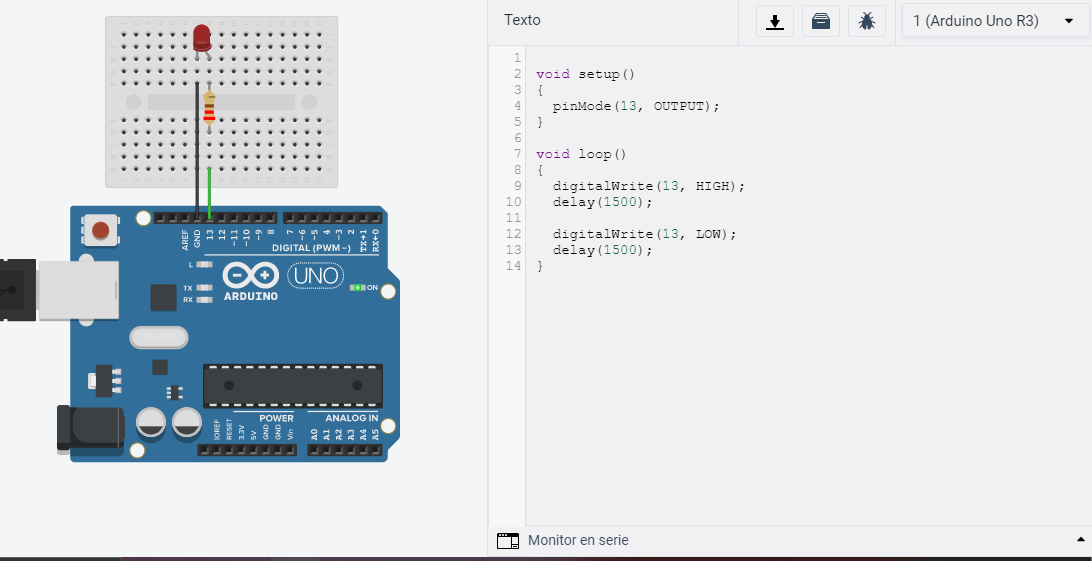 Texto
1 (Arduino Uno R3)
1
2 void setup()
3 {
4   pinMode(13, OUTPUT);
5 }
6
7 void loop()
8 {
9   digitalWrite(13, HIGH);
10   delay(1500);
11
12   digitalWrite(13, LOW);
13   delay(1500);
14 }
Monitor en serie
AREF
GND
13
12
~11
~10
~9
8
7
~6
~5
4
~3
2
TX→1
RX←0
DIGITAL (PWM~)
L
TX
RX
UNO
ARDUINO
ON
POWER
ANALOG IN
IOREF
RESET
3.3V
5V
GND
GND
Vin
A0
A1
A2
A3
A4
A5